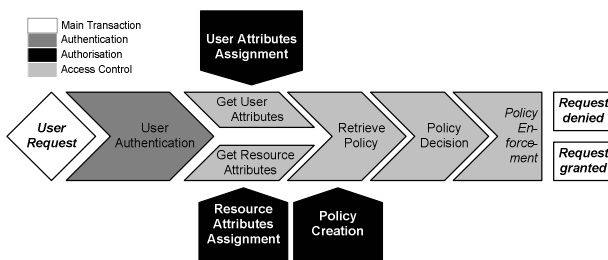 Main Transaction
Authentication
Authorisation
Access Control
User Attributes
Assignment
User
Request
User
Authentication
Get User
Attributes
Get Resource
Attributes
Retrieve
Policy
Policy
Decision
Policy
En-
force-
ment
Request
denied
Request
granted
Resource
Attributes
Assignment
Policy
Creation